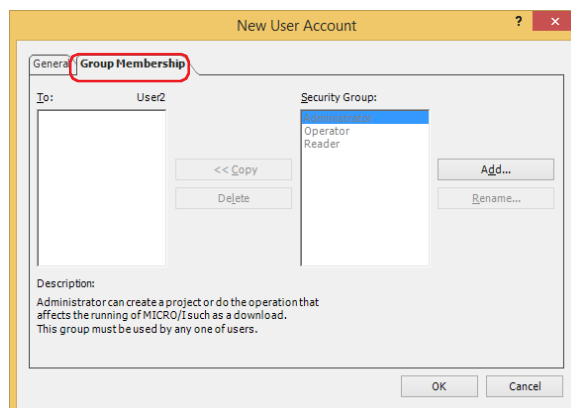 New User Account
?
General
Group Membership
To:
User2
Security Group:
Administrator
Operator
Reader
<< Copy
Delete
Add...
Rename...
Description:
Administrator can create a project or do the operation that
affects the running of MICRO/I such as a download.
This group must be used by any one of users.
OK
Cancel